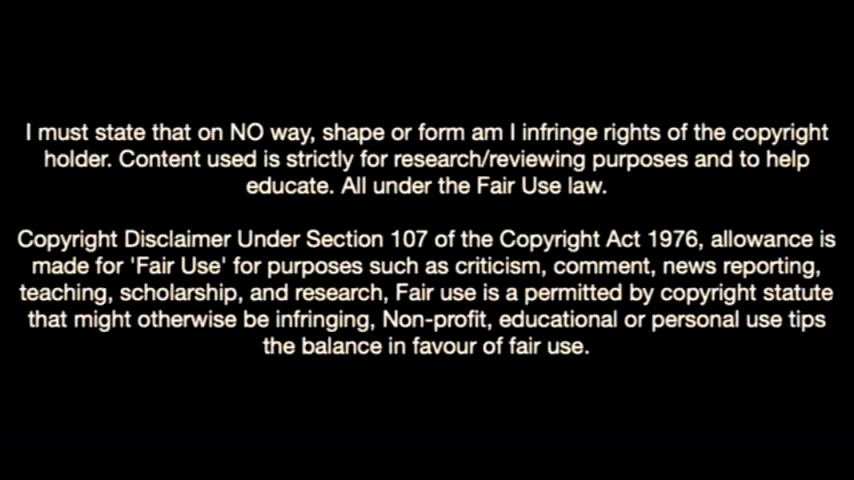 I must state that on NO way, shape or form am I infringe rights of the copyright
holder. Content used is strictly for research/reviewing purposes and to help
educate. All under the Fair Use law.
Copyright Disclaimer Under Section 107 of the Copyright Act 1976, allowance is
made for 'Fair Use' for purposes such as criticism, comment, news reporting,
teaching, scholarship, and research, Fair use is a permitted by copyright statute
that might otherwise be infringing, Non-profit, educational or personal use tips
the balance in favour of fair use.